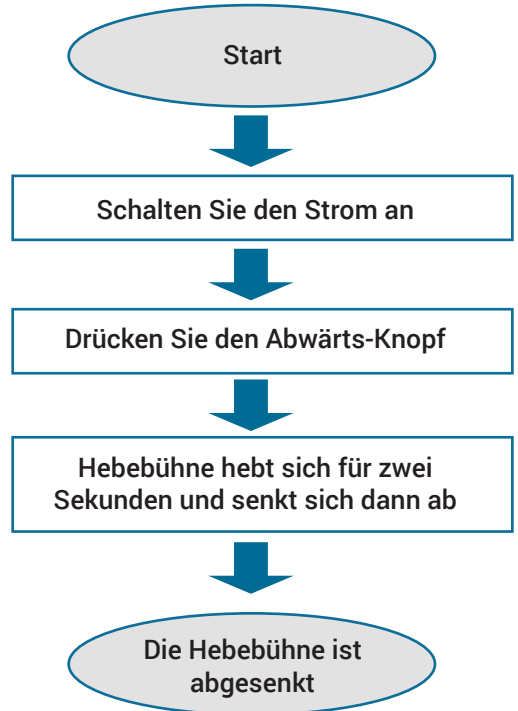 Start
Schalten Sie den Strom an
Drücken Sie den Abwärts-Knopf
Hebebühne hebt sich für zwei
Sekunden und senkt sich dann ab
Die Hebebühne ist
abgesenkt